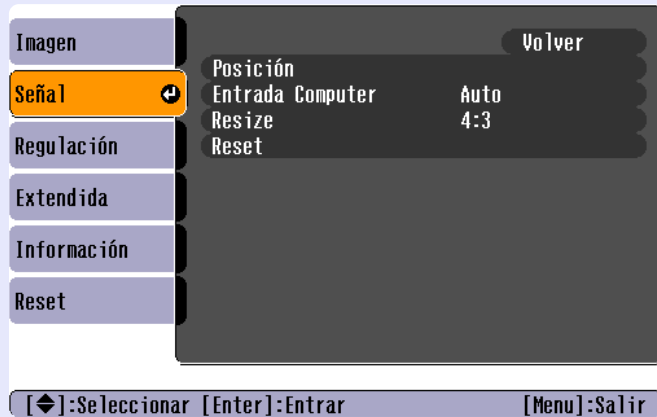 Imagen
Señal
Regulación
Extendida
Información
Reset
Volver
Posición
Entrada Computer Auto
Resize 4:3
Reset
[◆]:Seleccionar [Enter]:Entrar [Menu]:Salir